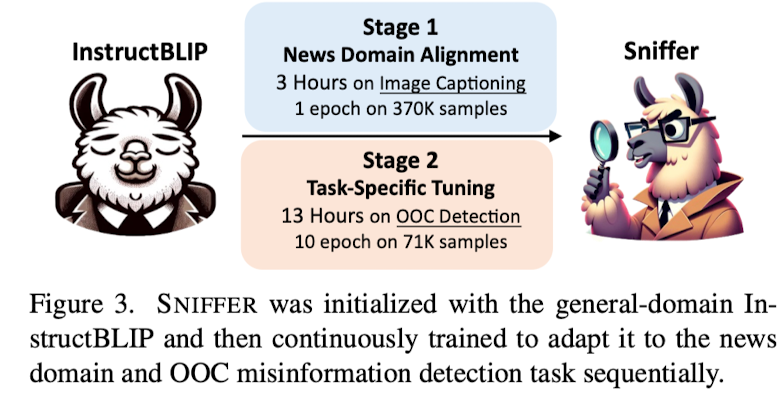 InstructBLIP
Stage 1
News Domain Alignment
3 Hours on Image Captioning
1 epoch on 370K samples
Stage 2
Task-Specific Tuning
13 Hours on OOC Detection
10 epoch on 71K samples
Sniffer
Figure 3. SNIFFER was initialized with the general-domain In-
structBLIP and then continuously trained to adapt it to the news
domain and OOC misinformation detection task sequentially.